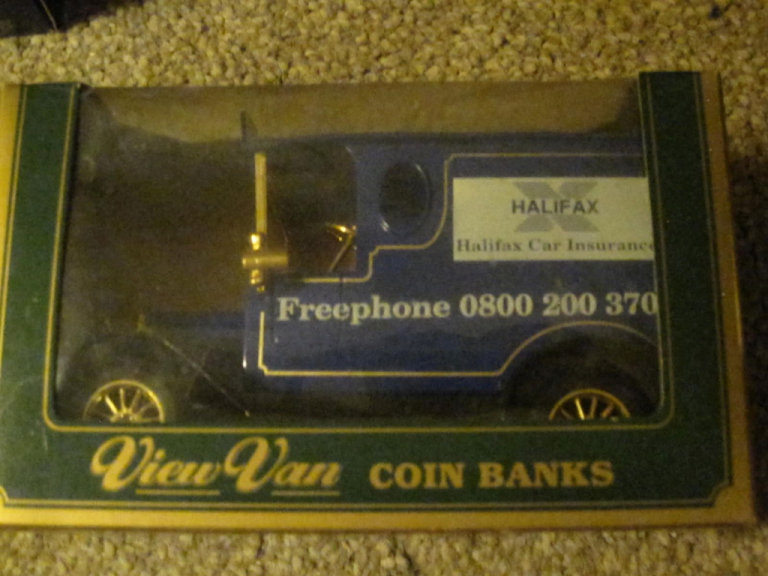 HALIFAX
Halifax Car Insurance
Freephone 0800 200 370
View Van COIN BANKS